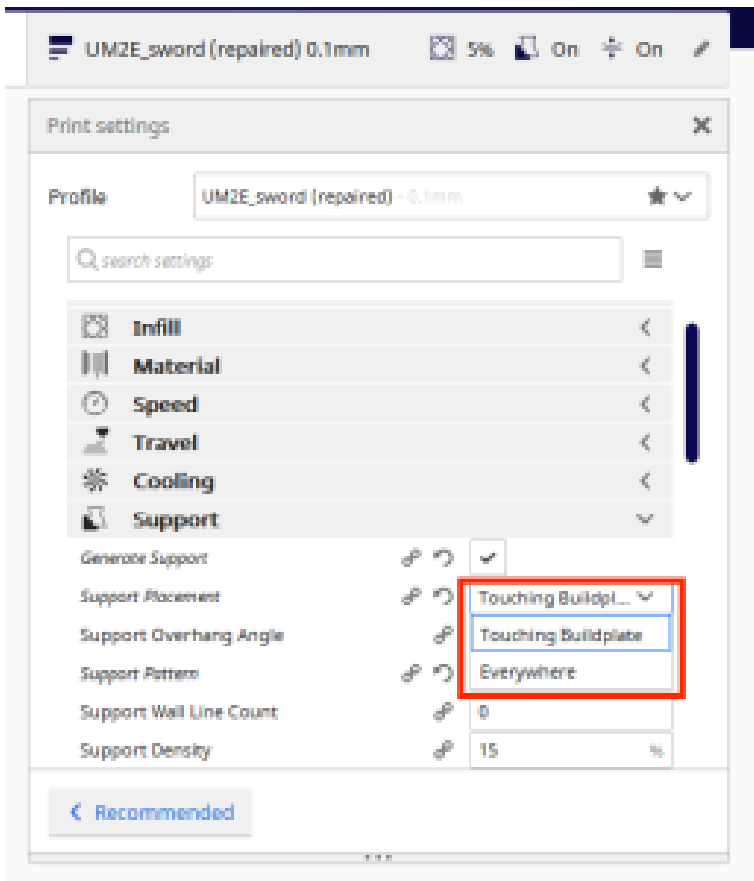 UM2E_sword (repaired) 0.1mm 5% On On
Print settings
Profile UM2E_sword (repaired) - 0.1mm
search settings
Infill
Material
Speed
Travel
Cooling
Support
Generate Support
Support Placement Touching Buildpl...
Support Overhang Angle Touching Buildplate
Support Pattern Everywhere
Support Wall Line Count 0
Support Density 15 %
Recommended